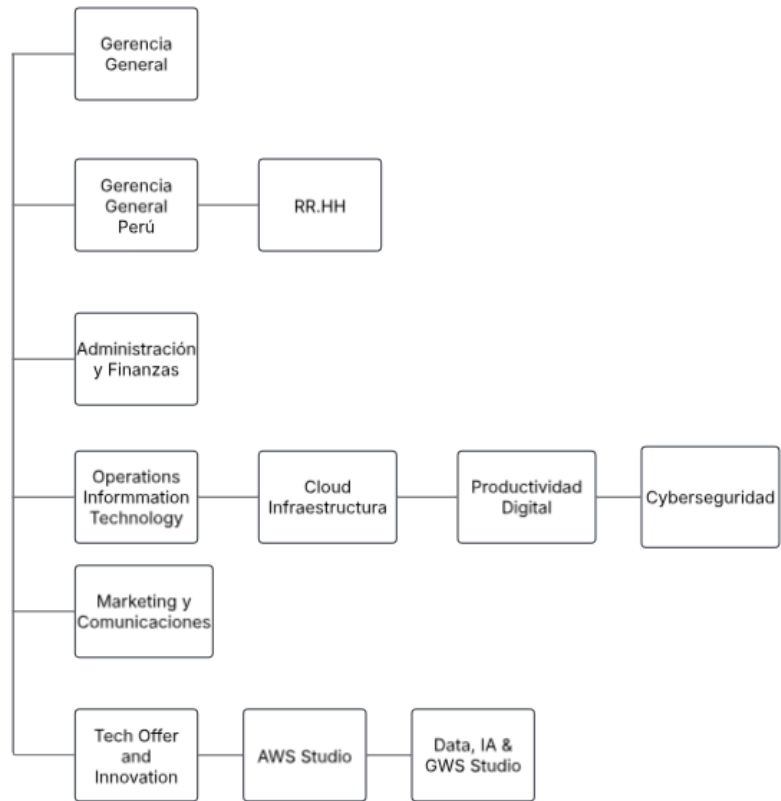 Gerencia
General
Gerencia
General
Perú
RR.HH
Administración
y Finanzas
Operations
Informmation
Technology
Cloud
Infraestructura
Productividad
Digital
Cyberseguridad
Marketing y
Comunicaciones
Tech Offer
and
Innovation
AWS Studio
Data, IA &
GWS Studio